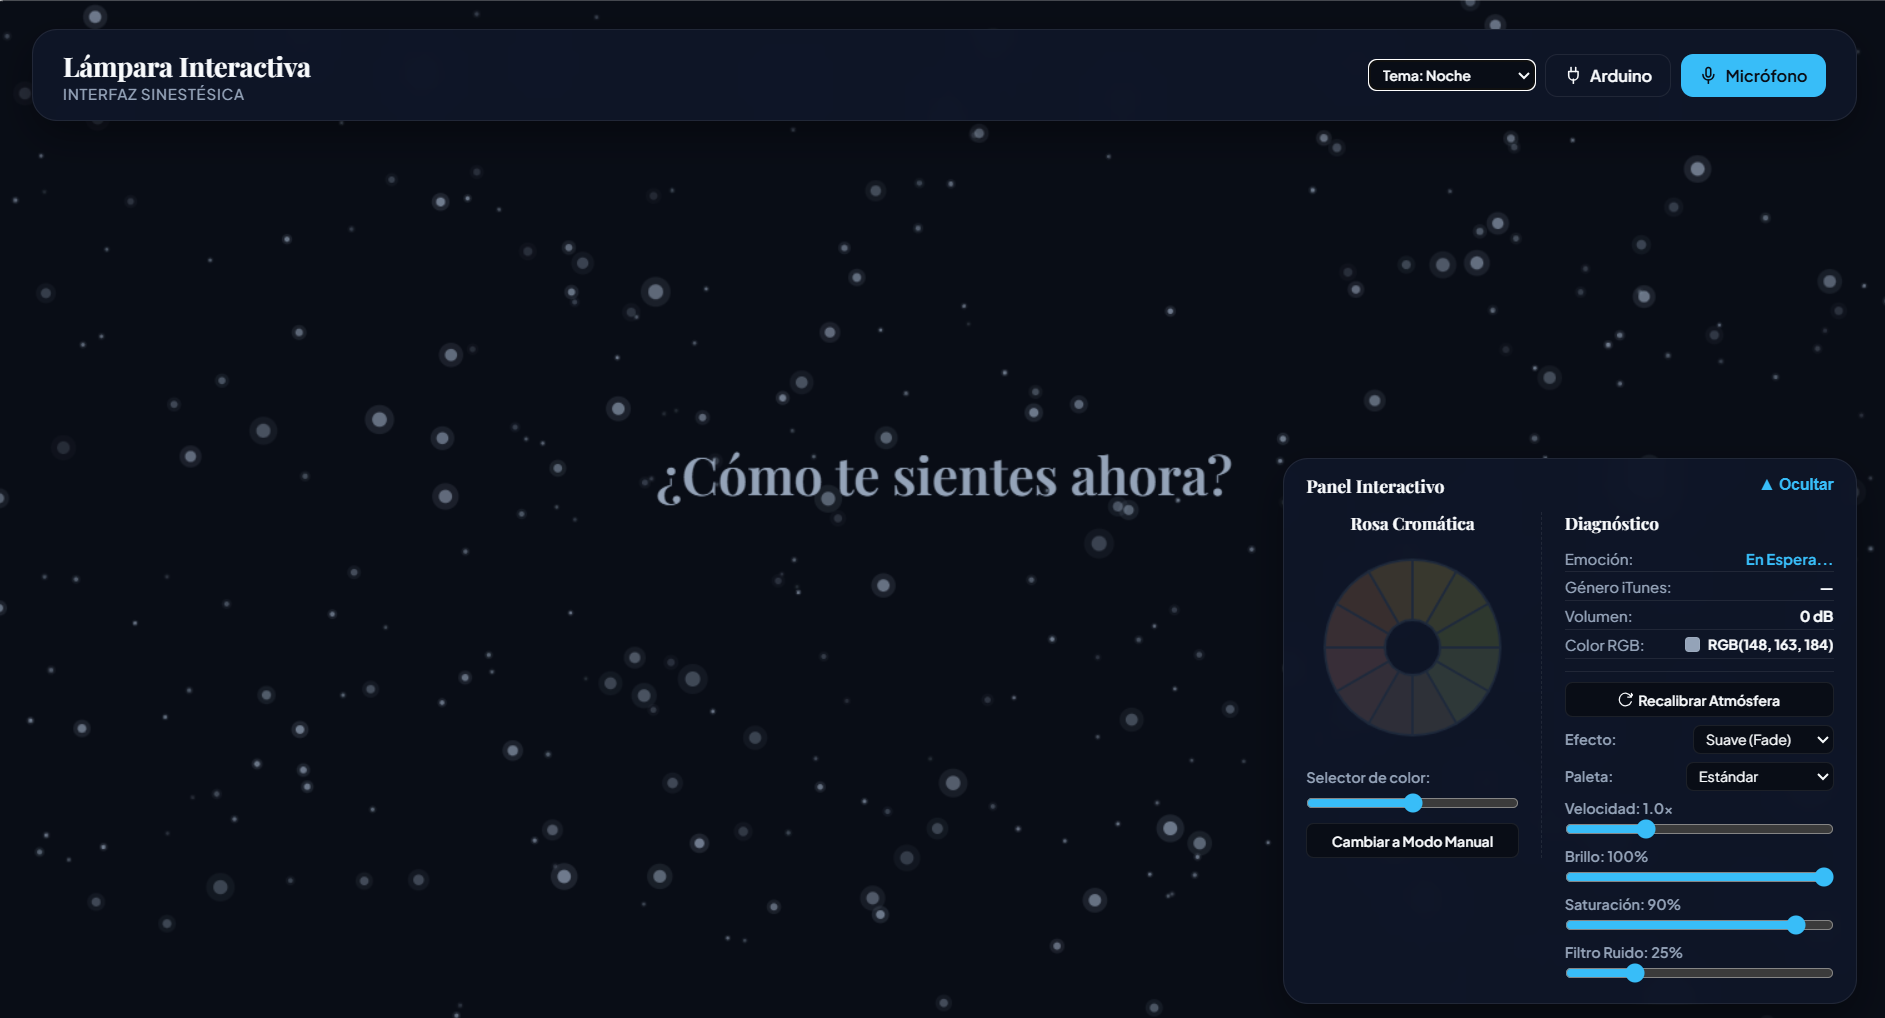 Lámpara Interactiva
INTERFAZ SINESTÉSICA
Tema: Noche
Arduino
Micrófono
¿Cómo te sientes ahora?
Panel Interactivo
▲ Ocultar
Rosa Cromática
Selector de color:
Cambiar a Modo Manual
Diagnóstico
Emoción: En Espera...
Género iTunes: —
Volumen: 0 dB
Color RGB: RGB(148, 163, 184)
Recalibrar Atmósfera
Efecto: Suave (Fade)
Paleta: Estándar
Velocidad: 1.0×
Brillo: 100%
Saturación: 90%
Filtro Ruido: 25%